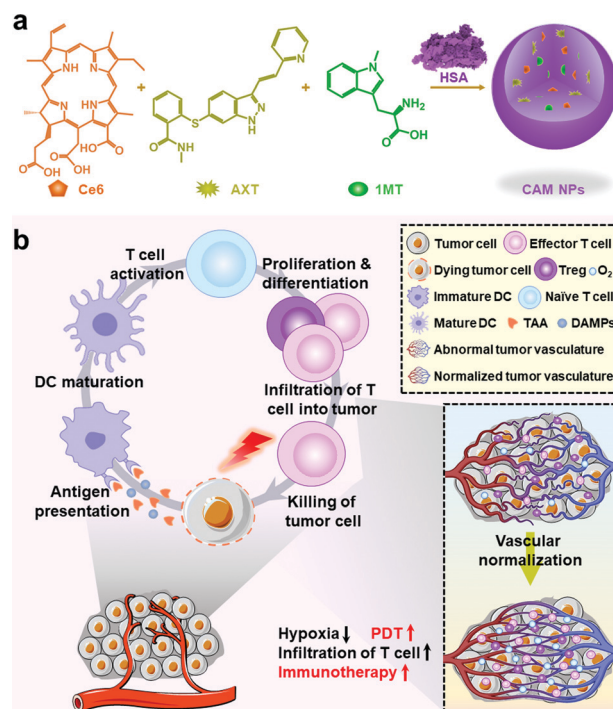 a
NH
N
N
HN
O
OH
O
OH
O
OH
Ce6
+
N
S
N
N
H
O
NH
AXT
+
N
NH₂
O
OH
1MT
HSA
CAM NPs
b
T cell
activation
Proliferation &
differentiation
DC maturation
Infiltration of T
cell into tumor
Antigen
presentation
Killing of
tumor cell
Hypoxia↓ PDT↑
Infiltration of T cell↑
Immunotherapy↑
Tumor cell Effector T cell
Dying tumor cell Treg O₂
Immature DC Naïve T cell
Mature DC TAA DAMPs
Abnormal tumor vasculature
Normalized tumor vasculature
Vascular
normalization